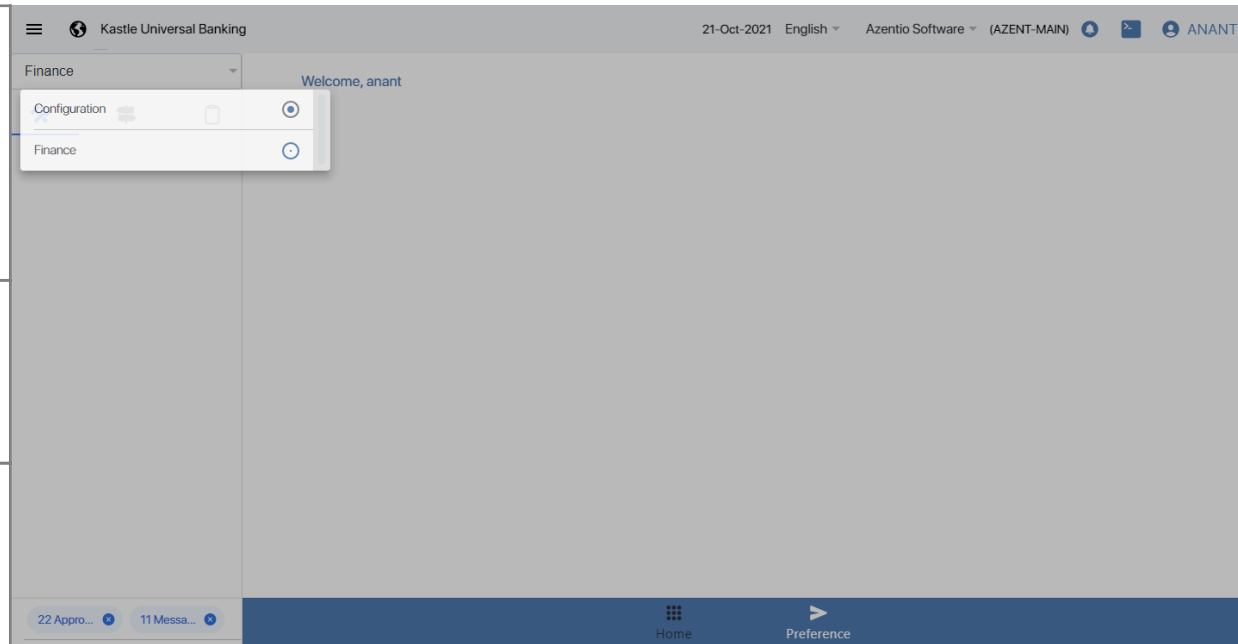 Kastle Universal Banking
21-Oct-2021 English Azentio Software (AZENT-MAIN) ANANT
Finance
Welcome, anant
Configuration
Finance
22 Appro... 11 Messa...
Home Preference